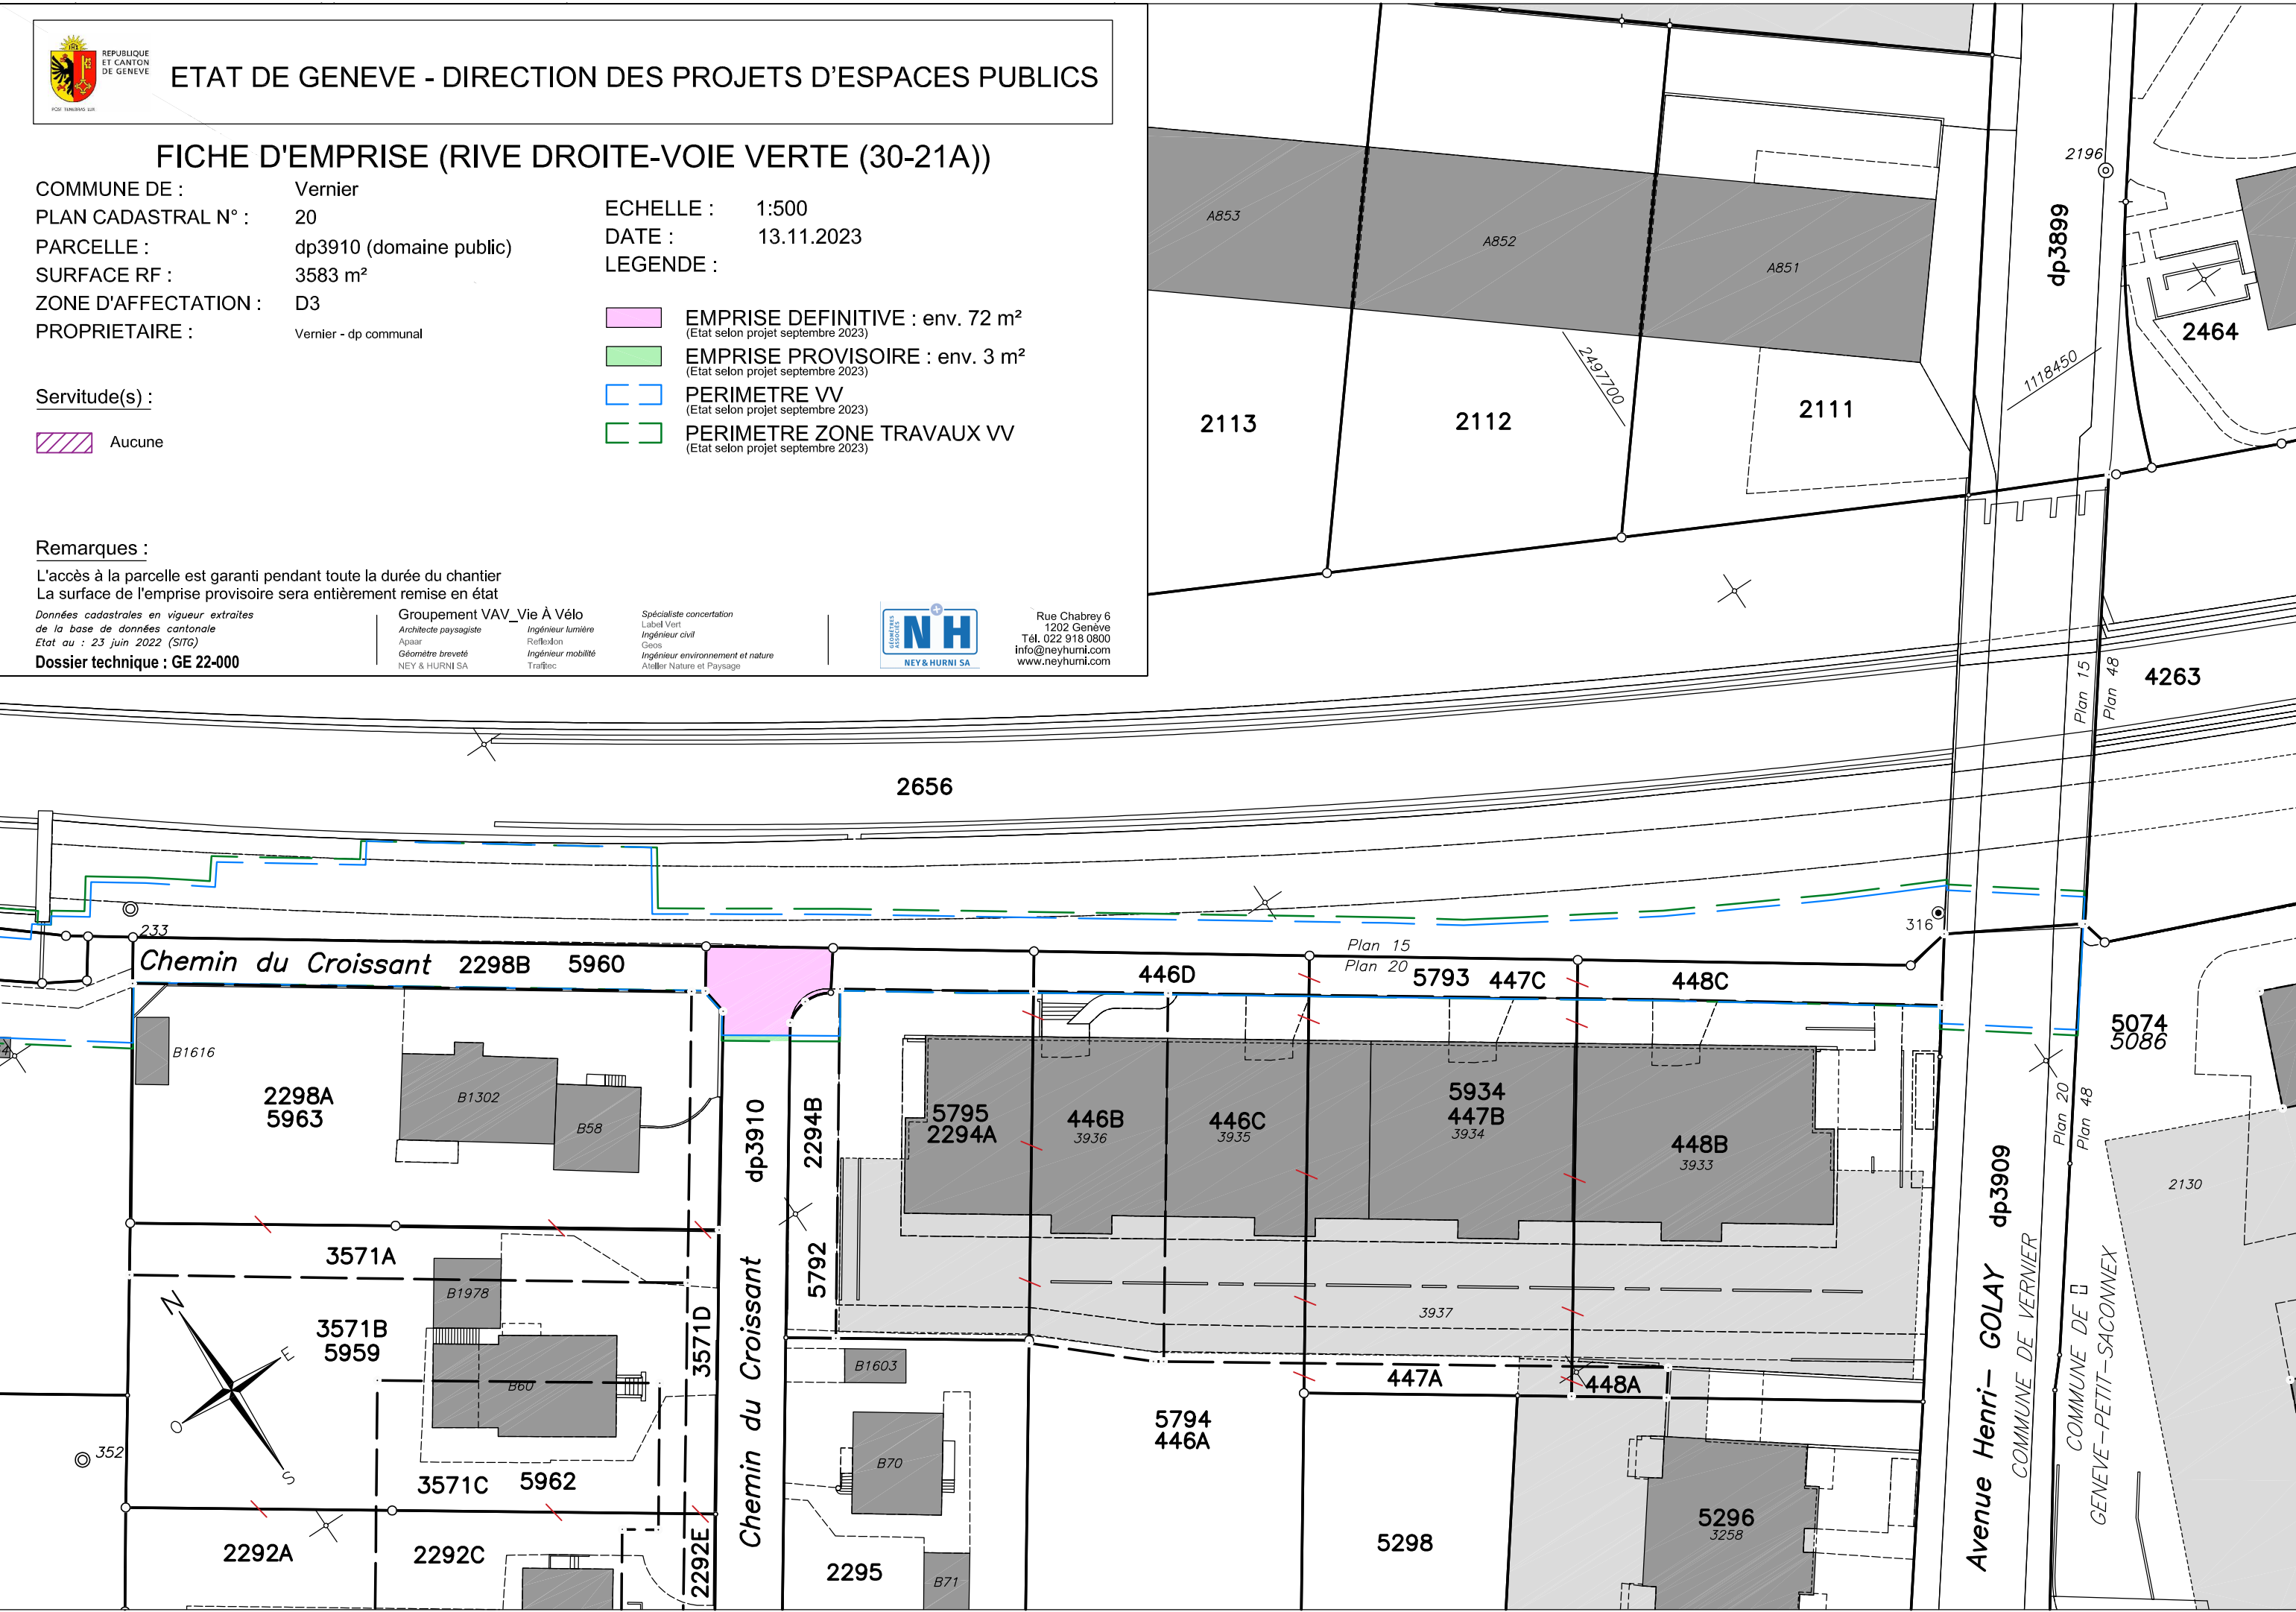 REPUBLIQUE
ET CANTON
DE GENEVE
POST TENEBRAS LUX
ETAT DE GENEVE - DIRECTION DES PROJETS D'ESPACES PUBLICS
FICHE D'EMPRISE (RIVE DROITE-VOIE VERTE (30-21A))
COMMUNE DE : Vernier
PLAN CADASTRAL N° : 20
PARCELLE : dp3910 (domaine public)
SURFACE RF : 3583 m²
ZONE D'AFFECTATION : D3
PROPRIETAIRE : Vernier - dp communal
ECHELLE : 1:500
DATE : 13.11.2023
LEGENDE :
EMPRISE DEFINITIVE : env. 72 m²
(Etat selon projet septembre 2023)
EMPRISE PROVISOIRE : env. 3 m²
(Etat selon projet septembre 2023)
PERIMETRE VV
(Etat selon projet septembre 2023)
PERIMETRE ZONE TRAVAUX VV
(Etat selon projet septembre 2023)
Servitude(s) :
Aucune
Remarques :
L'accès à la parcelle est garanti pendant toute la durée du chantier
La surface de l'emprise provisoire sera entièrement remise en état
Données cadastrales en vigueur extraites
de la base de données cantonale
Etat au : 23 juin 2022 (SITG)
Dossier technique : GE 22-000
Groupement VAV_Vie À Vélo
Architecte paysagiste
Apaar
Géomètre breveté
NEY & HURNI SA
Ingénieur lumière
Reflexion
Ingénieur mobilité
Trafitec
Spécialiste concertation
Label Vert
Ingénieur civil
Geos
Ingénieur environnement et nature
Atelier Nature et Paysage
GÉOMÈTRES
ASSOCIÉS
N H
NEY & HURNI SA
Rue Chabrey 6
1202 Genève
Tél. 022 918 0800
info@neyhurni.com
www.neyhurni.com
A853
A852
A851
2196
dp3899
2464
2497700
1118450
2113
2112
2111
Plan 15
Plan 48
4263
2656
233
316
Chemin du Croissant 2298B 5960
446D
Plan 15
Plan 20
5793 447C
448C
5074
5086
B1616
2298A
5963
B1302
B58
dp3910
2294B
5795
2294A
446B
3936
446C
3935
5934
447B
3934
448B
3933
Plan 20
Plan 48
2130
dp3909
3571A
5792
B1978
3937
3571B
5959
3571D
B60
N
E
S
O
B1603
447A
448A
Chemin du Croissant
Avenue Henri- GOLAY
COMMUNE DE VERNIER
COMMUNE DE
GENEVE-PETIT-SACONNEX
352
3571C 5962
B70
5794
446A
5298
5296
3258
2292A
2292C
2292E
2295
B71